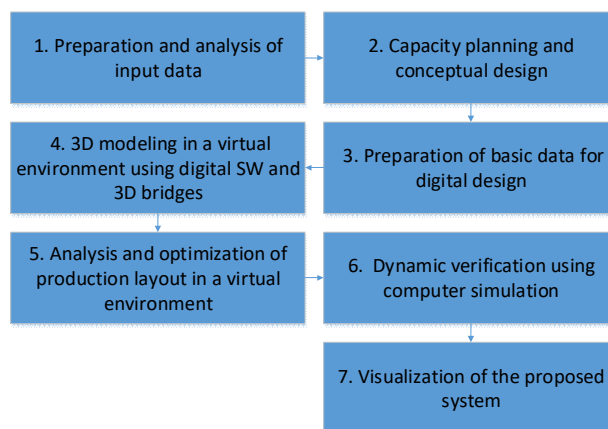 1. Preparation and analysis of
input data
2. Capacity planning and
conceptual design
3. Preparation of basic data for
digital design
4. 3D modeling in a virtual
environment using digital SW and
3D bridges
5. Analysis and optimization of
production layout in a virtual
environment
6. Dynamic verification using
computer simulation
7. Visualization of the proposed
system